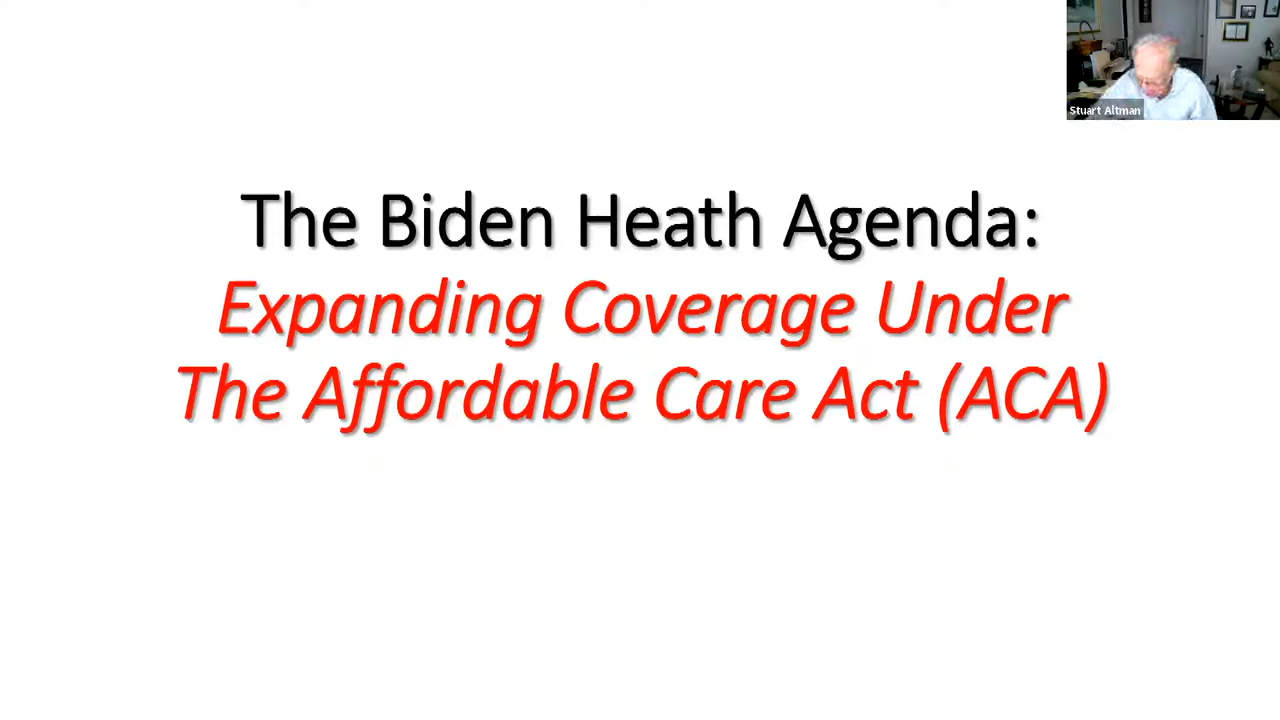 Stuart Altman
The Biden Heath Agenda:
Expanding Coverage Under
The Affordable Care Act (ACA)